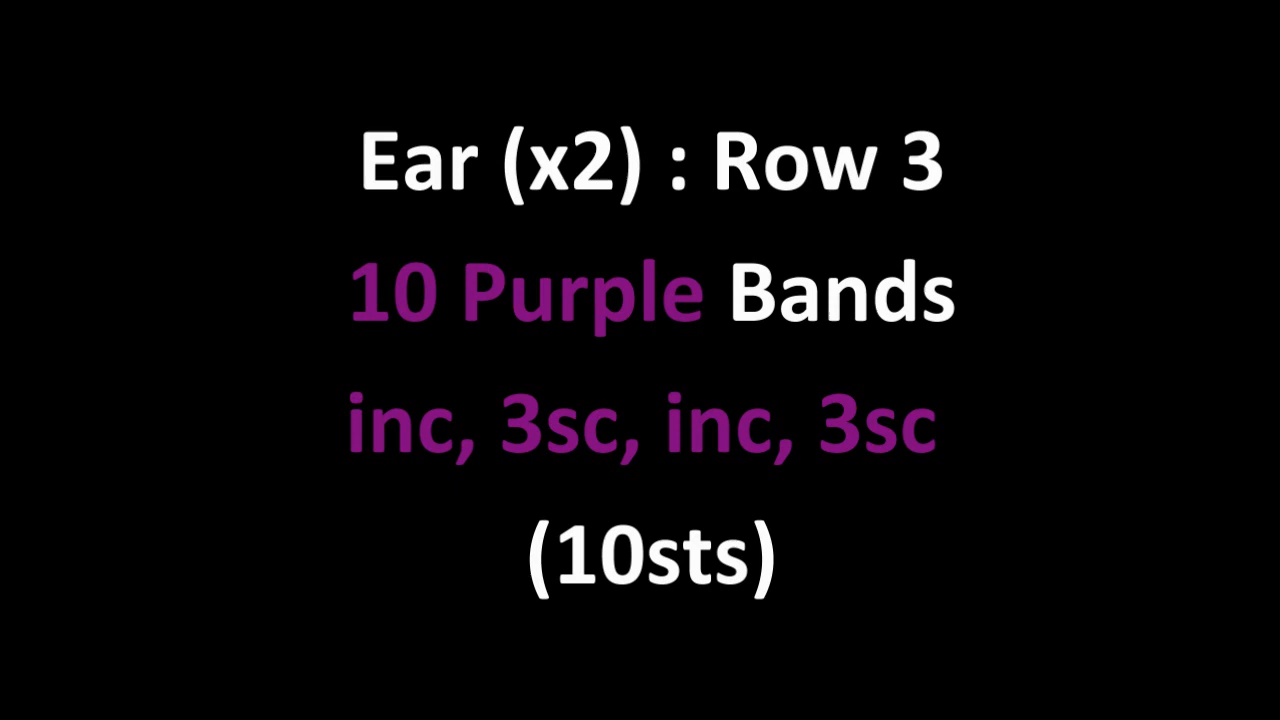 Ear (x2) : Row 3
10 Purple Bands
inc, 3sc, inc, 3sc
(10sts)